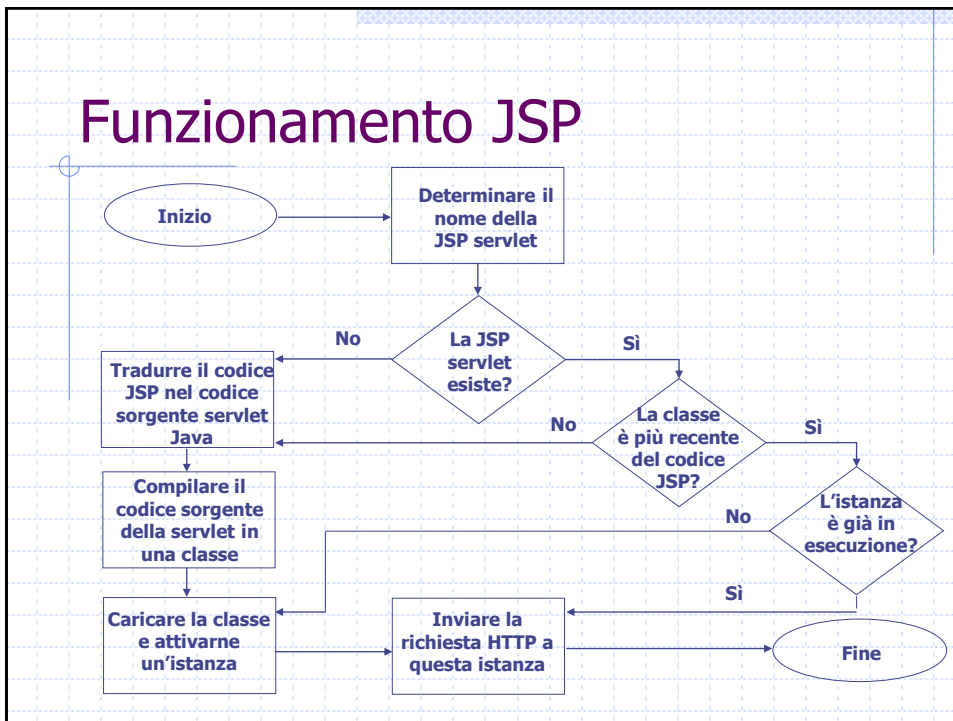 Funzionamento JSP
Inizio
Determinare il
nome della
JSP servlet
No
La JSP
servlet
esiste?
Sì
Tradurre il codice
JSP nel codice
sorgente servlet
Java
No
La classe
è più recente
del codice
JSP?
Sì
Compilare il
codice sorgente
della servlet in
una classe
No
L'istanza
è già in
esecuzione?
Sì
Caricare la classe
e attivarne
un'istanza
Inviare la
richiesta HTTP a
questa istanza
Fine